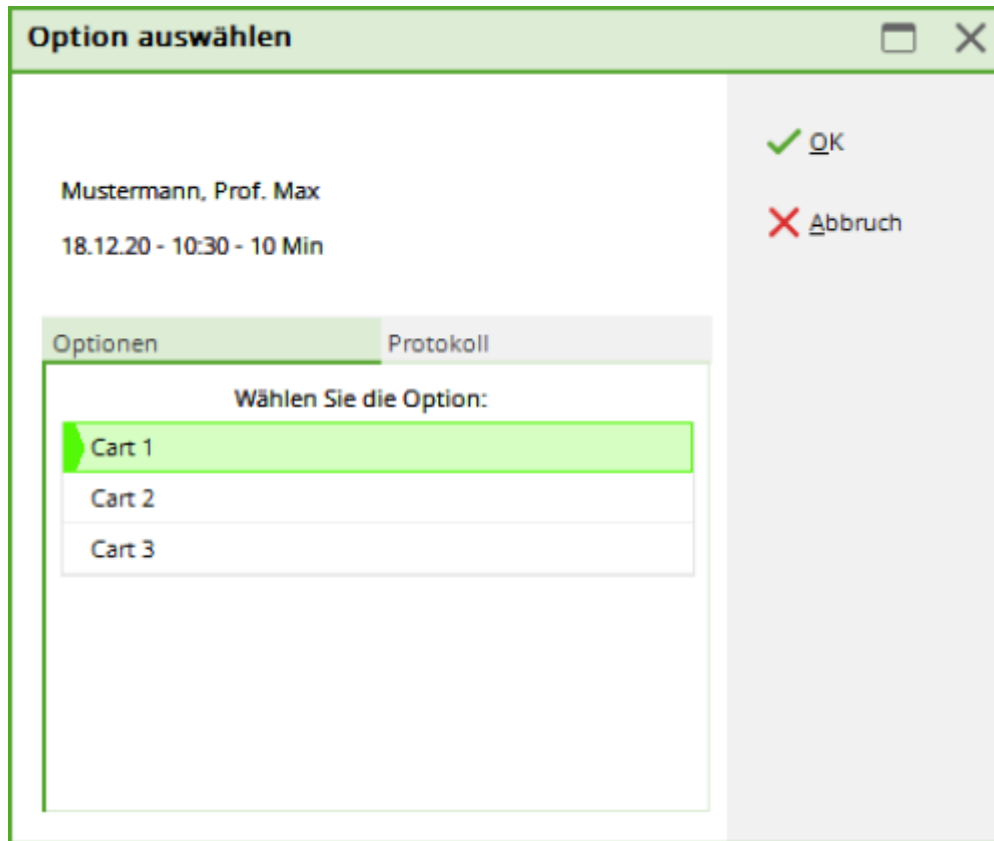 Option auswählen
OK
Mustermann, Prof. Max
Abbruch
18.12.20 - 10:30 - 10 Min
Optionen Protokoll
Wählen Sie die Option:
Cart 1
Cart 2
Cart 3